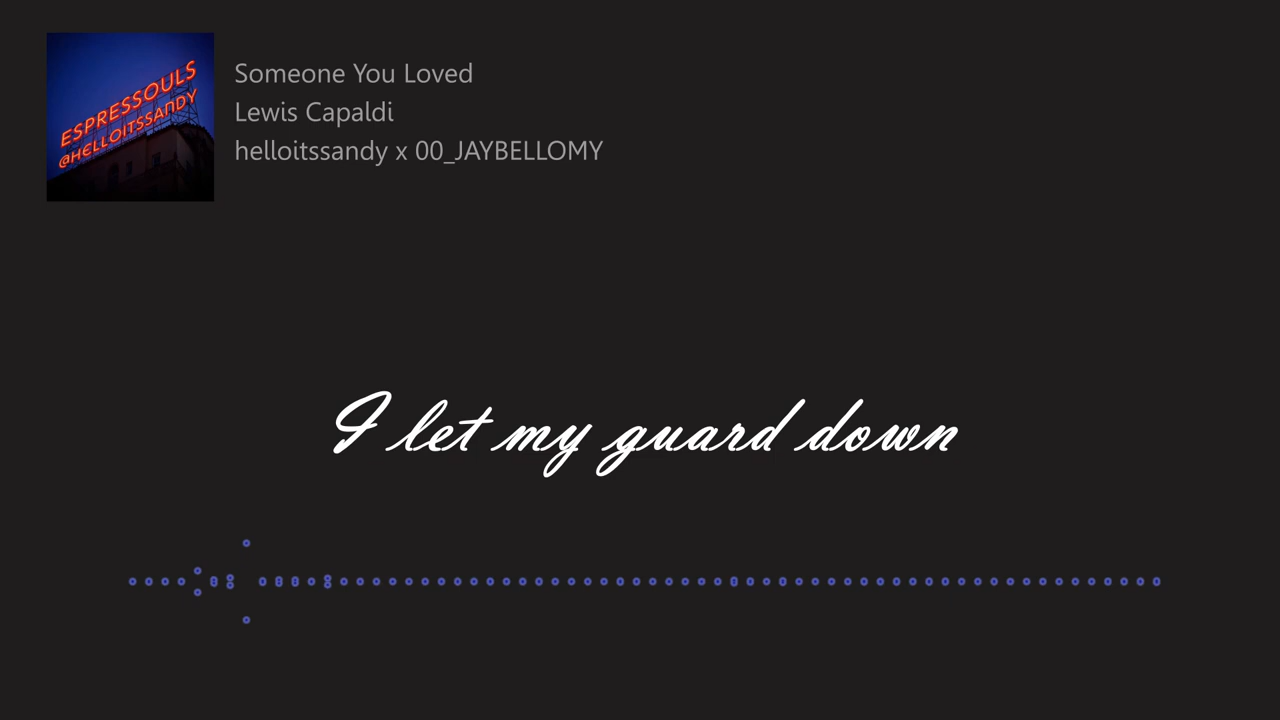 ESPRESSOULS
@HELLOITSSANDY
Someone You Loved
Lewis Capaldi
helloitssandy x 00_JAYBELLOMY
I let my guard down